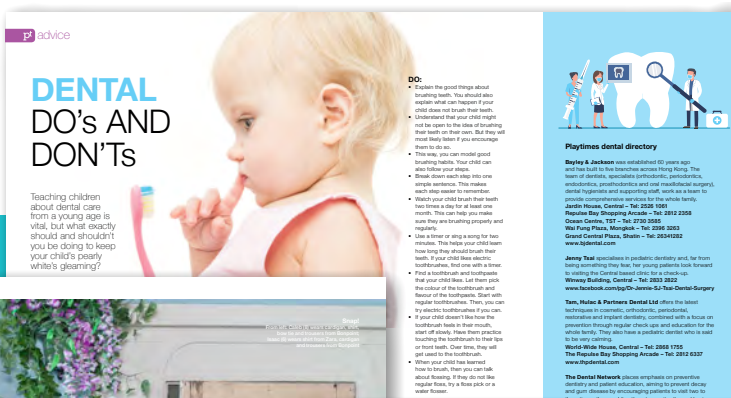 pt advice
DENTAL
DO's AND
DON'Ts
Teaching children
about dental care
from a young age is
vital, but what exactly
should and shouldn't
you be doing to keep
your child's pearly
white's gleaming?
DO:
• Explain the good things about
brushing teeth. You should also
explain what can happen if your
child does not brush their teeth.
• Understand that your child might
not be open to the idea of brushing
their teeth on their own. But they will
most likely listen if you encourage
them to do so.
• This way, you can model good
brushing habits. Your child can
also follow your steps.
• Break down each step into one
simple sentence. This makes
each step easier to remember.
• Watch your child brush their teeth
two times a day for at least one
month. This can help you make
sure they are brushing properly and
regularly.
• Use a timer or sing a song for two
minutes. This helps your child learn
how long they should brush their
teeth. If your child likes electric
toothbrushes, find one with a timer.
• Find a toothbrush and toothpaste
that your child likes. Let them pick
the colour of the toothbrush and
flavour of the toothpaste. Start with
regular toothbrushes. Then, you can
try electric toothbrushes if you can.
• If your child doesn't like how the
toothbrush feels in their mouth,
start off slowly. Have them practice
touching the toothbrush to their lips
or front teeth. Over time, they will
get used to the toothbrush.
• When your child has learned
how to brush, then you can talk
about flossing. If they do not like
regular floss, try a floss pick or a
water flosser.
Playtimes dental directory
Bayley & Jackson was established 60 years ago
and has built to five branches across Hong Kong. The
team of dentists, specialists (orthodontic, periodontics,
endodontics, prosthodontics and oral maxillofacial surgery),
dental hygienists and supporting staff, work as a team to
provide comprehensive services for the whole family.
Jardin House, Central – Tel: 2526 1061
Repulse Bay Shopping Arcade – Tel: 2812 2358
Ocean Centre, TST – Tel: 2730 3585
Wai Fung Plaza, Mongkok – Tel: 2396 3263
Grand Central Plaza, Shatin – Tel: 26341282
www.bjdental.com
Jenny Tsai specialises in pediatric dentistry and, far from
being something they fear, her young patients look forward
to visiting the Central based clinic for a check-up.
Winway Building, Central – Tel: 2833 2822
www.facebook.com/pg/Dr-Jennie-SJ-Tsai-Dental-Surgery
Tam, Hulac & Partners Dental Ltd offers the latest
techniques in cosmetic, orthodontic, periodontal,
restorative and implant dentistry, combined with a focus on
prevention through regular check ups and education for the
whole family. They also have a pediatric dentist who is said
to be very calming.
World-Wide House, Central – Tel: 2868 1755
The Repulse Bay Shopping Arcade – Tel: 2812 6337
www.thpdental.com
The Dental Network places emphasis on preventive
dentistry and patient education, aiming to prevent decay
and gum disease by encouraging patients to visit two to
Snap!